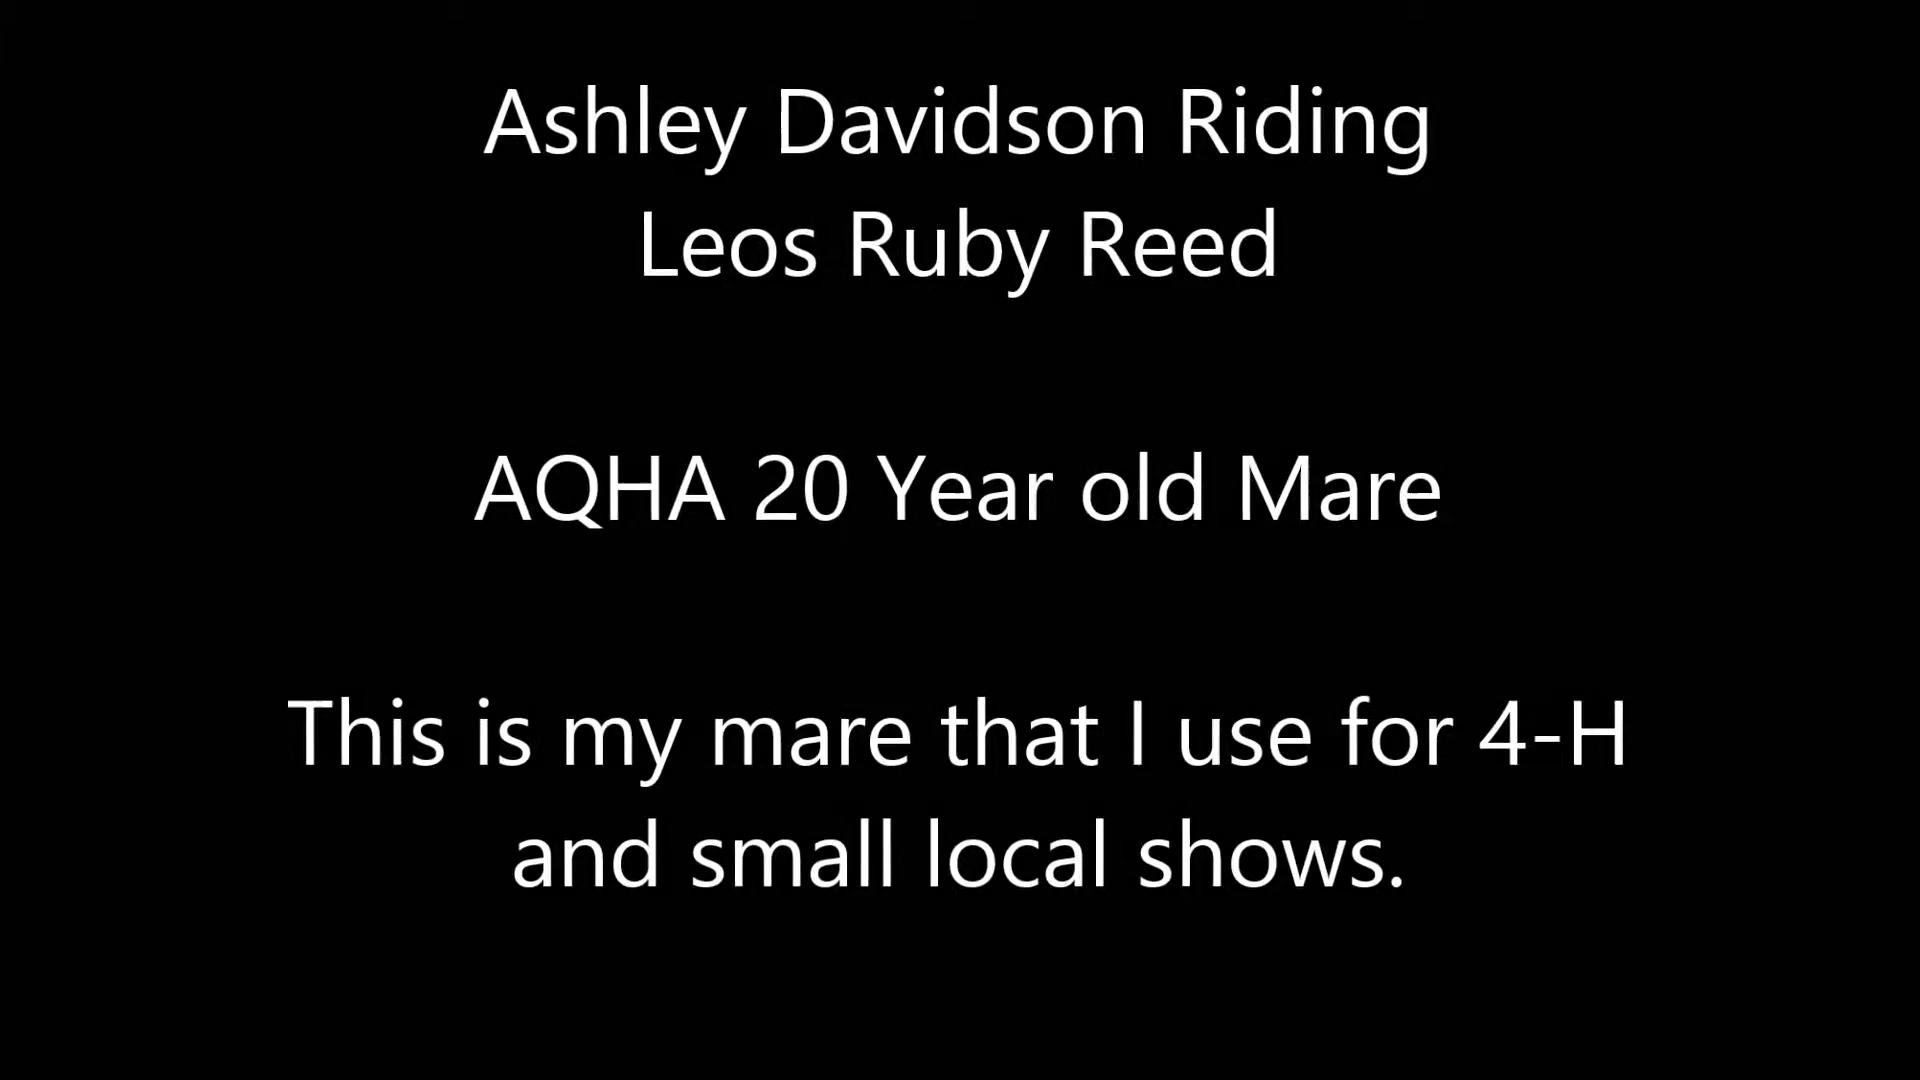 Ashley Davidson Riding
Leos Ruby Reed
AQHA 20 Year old Mare
This is my mare that I use for 4-H
and small local shows.